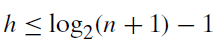 h ≤ log₂(n + 1) − 1